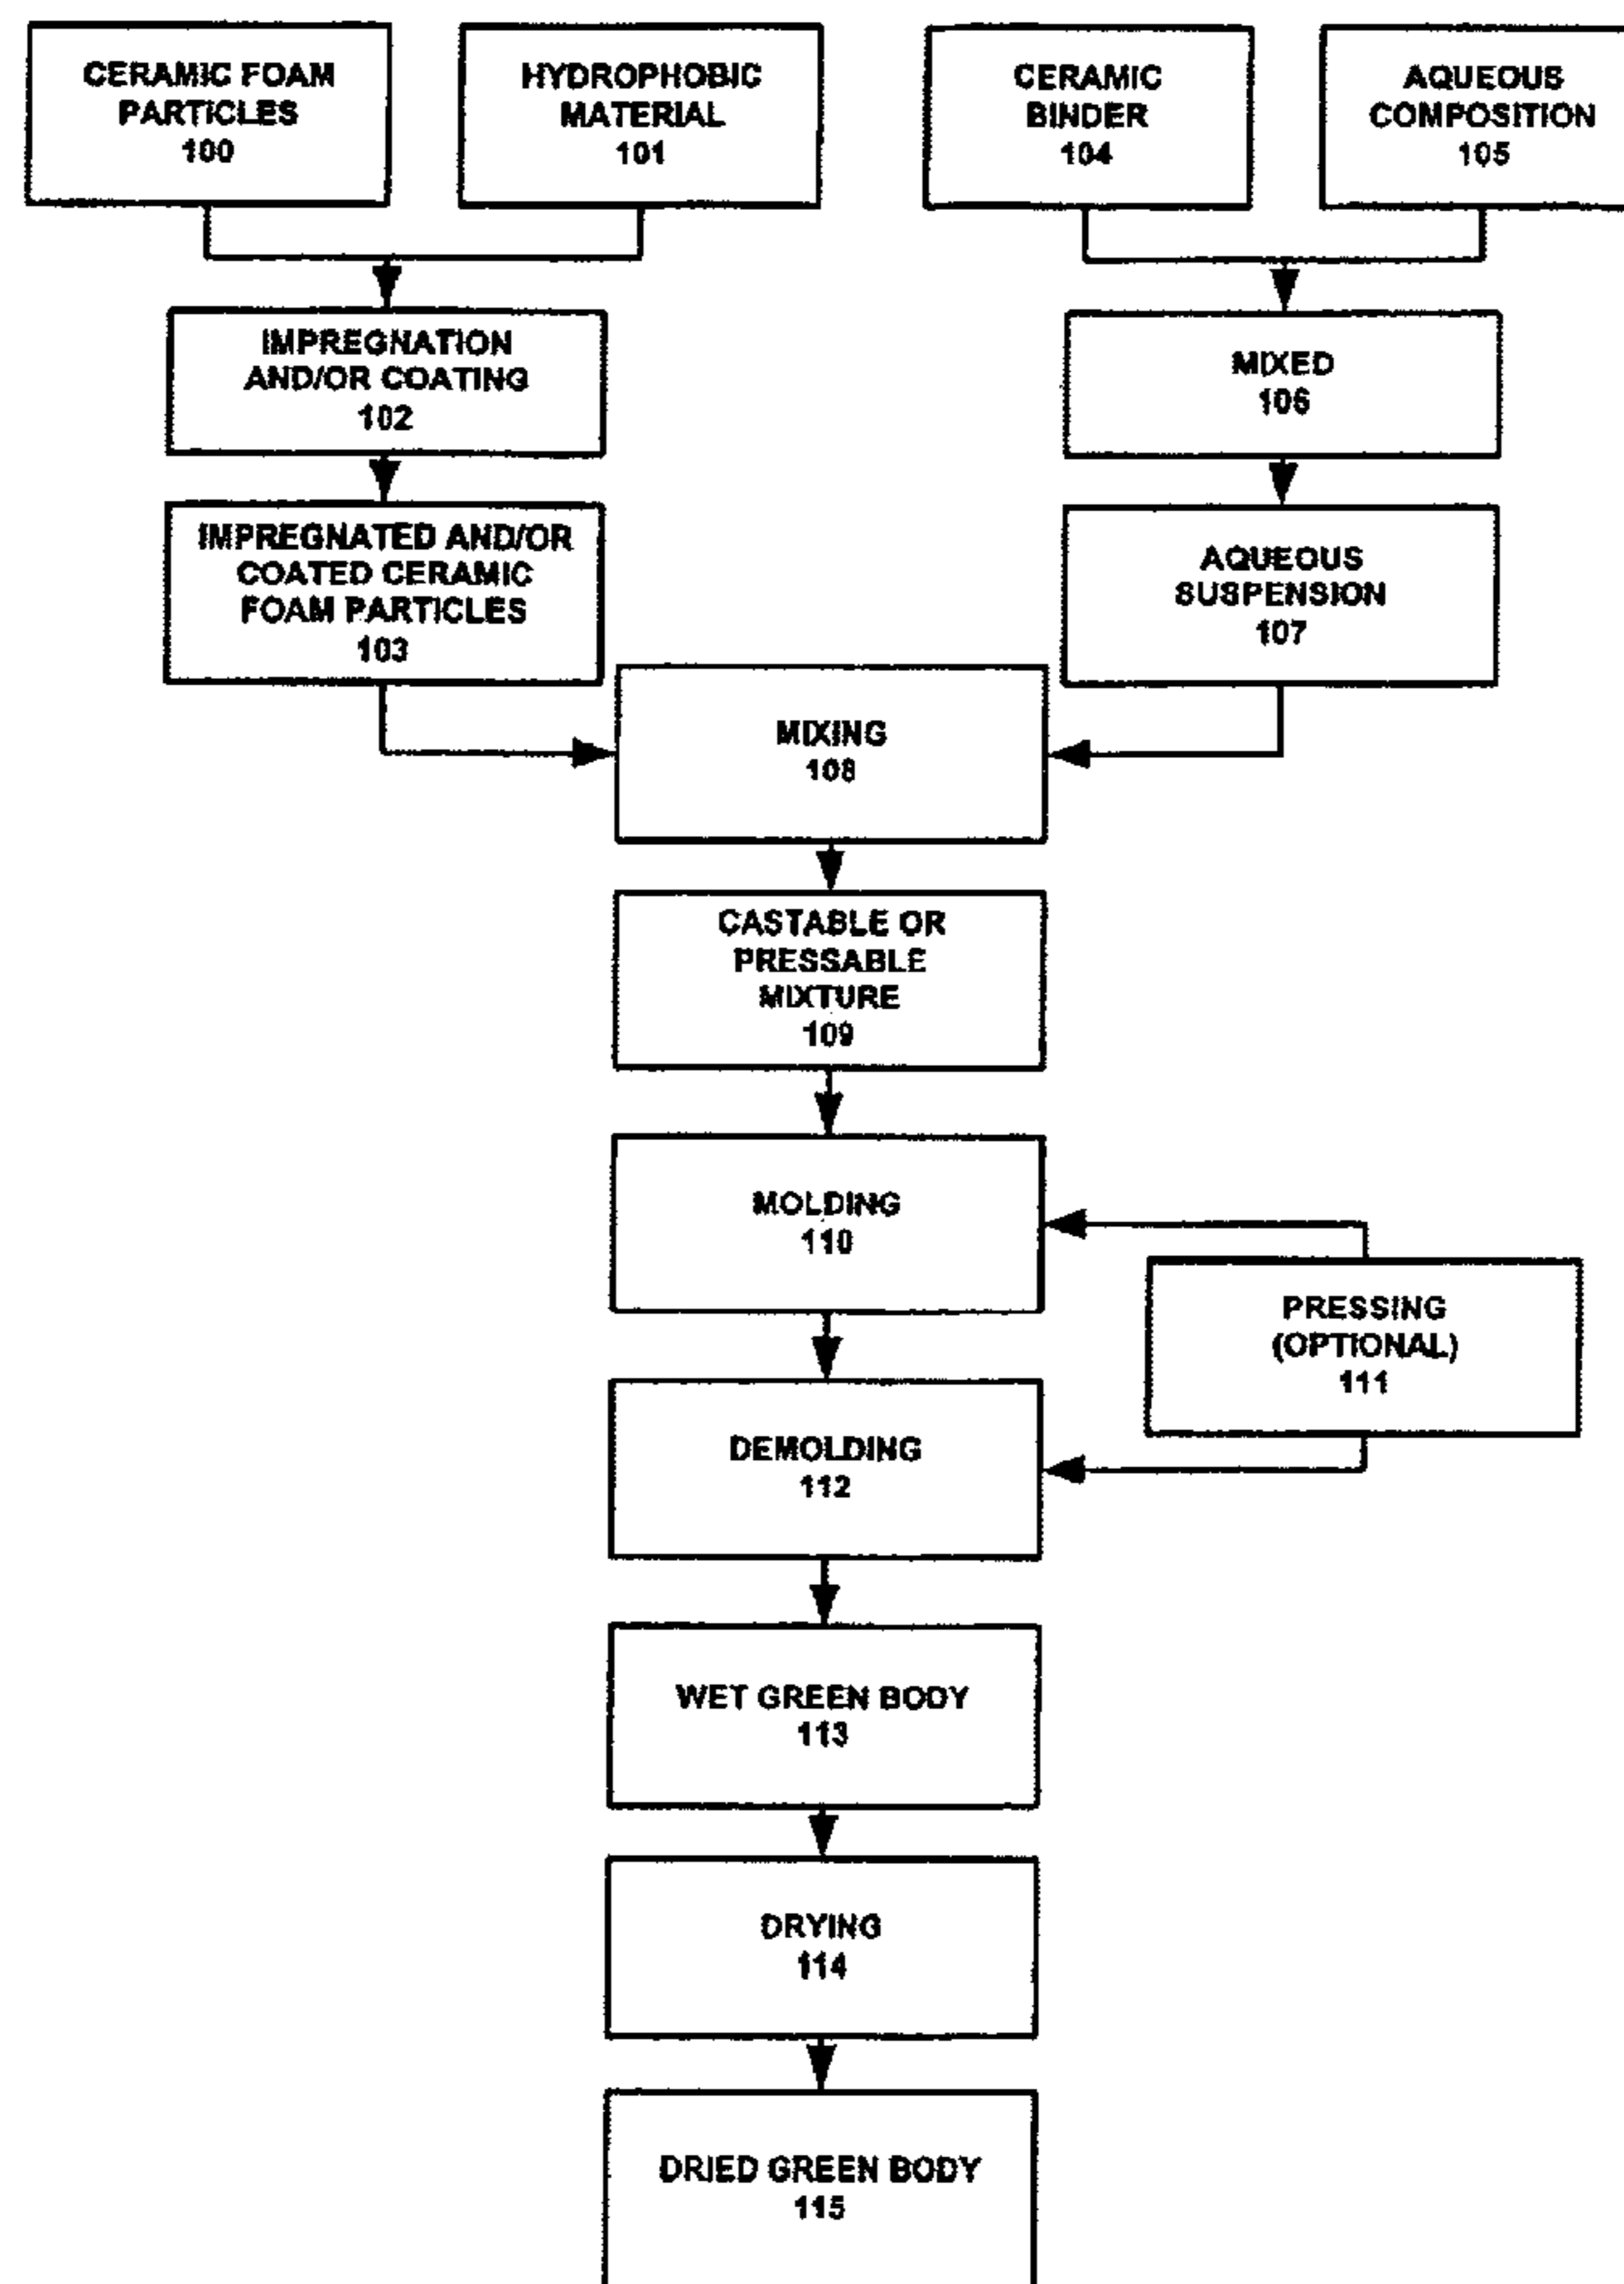 CERAMIC FOAM
PARTICLES
100
HYDROPHOBIC
MATERIAL
101
CERAMIC
BINDER
104
AQUEOUS
COMPOSITION
105
IMPREGNATION
AND/OR COATING
102
MIXED
106
IMPREGNATED AND/OR
COATED CERAMIC
FOAM PARTICLES
103
AQUEOUS
SUSPENSION
107
MIXING
108
CASTABLE OR
PRESSABLE
MIXTURE
109
MOLDING
110
PRESSING
(OPTIONAL)
111
DEMOLDING
112
WET GREEN BODY
113
DRYING
114
DRIED GREEN BODY
115